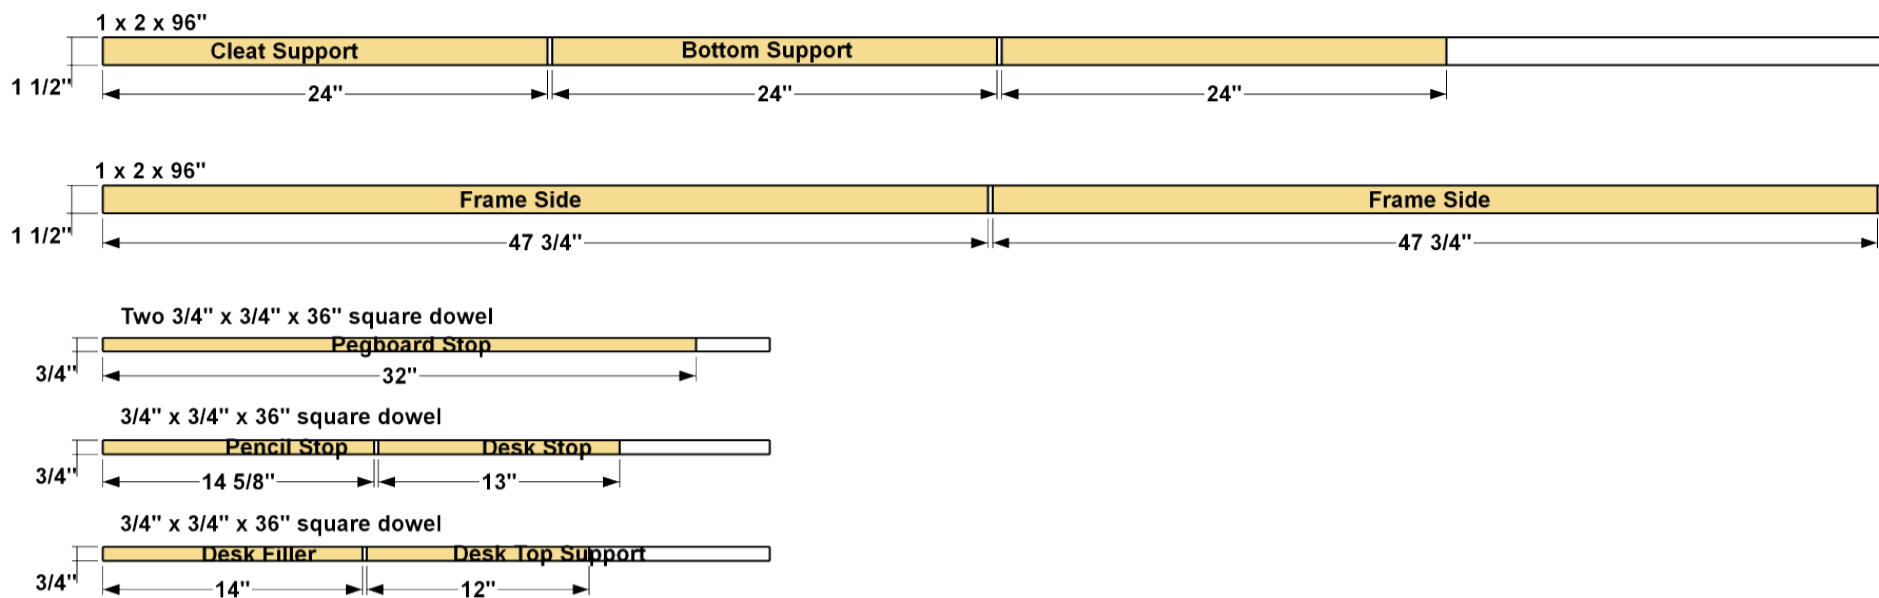 1 x 2 x 96"
Cleat Support
Bottom Support
1 1/2"
24"
24"
24"
1 x 2 x 96"
Frame Side
Frame Side
1 1/2"
47 3/4"
47 3/4"
Two 3/4" x 3/4" x 36" square dowel
Pegboard Stop
3/4"
32"
3/4" x 3/4" x 36" square dowel
Pencil Stop
Desk Stop
3/4"
14 5/8"
13"
3/4" x 3/4" x 36" square dowel
Desk Filler
Desk Top Support
3/4"
14"
12"